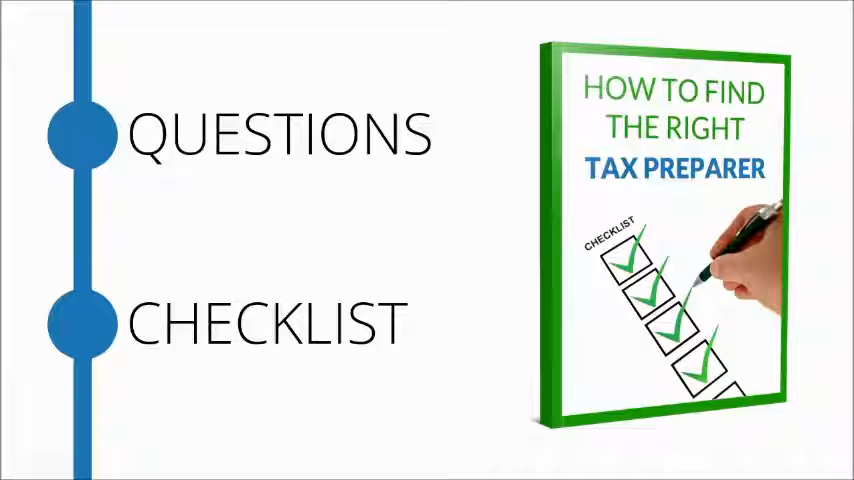 QUESTIONS
CHECKLIST
HOW TO FIND
THE RIGHT
TAX PREPARER
CHECKLIST